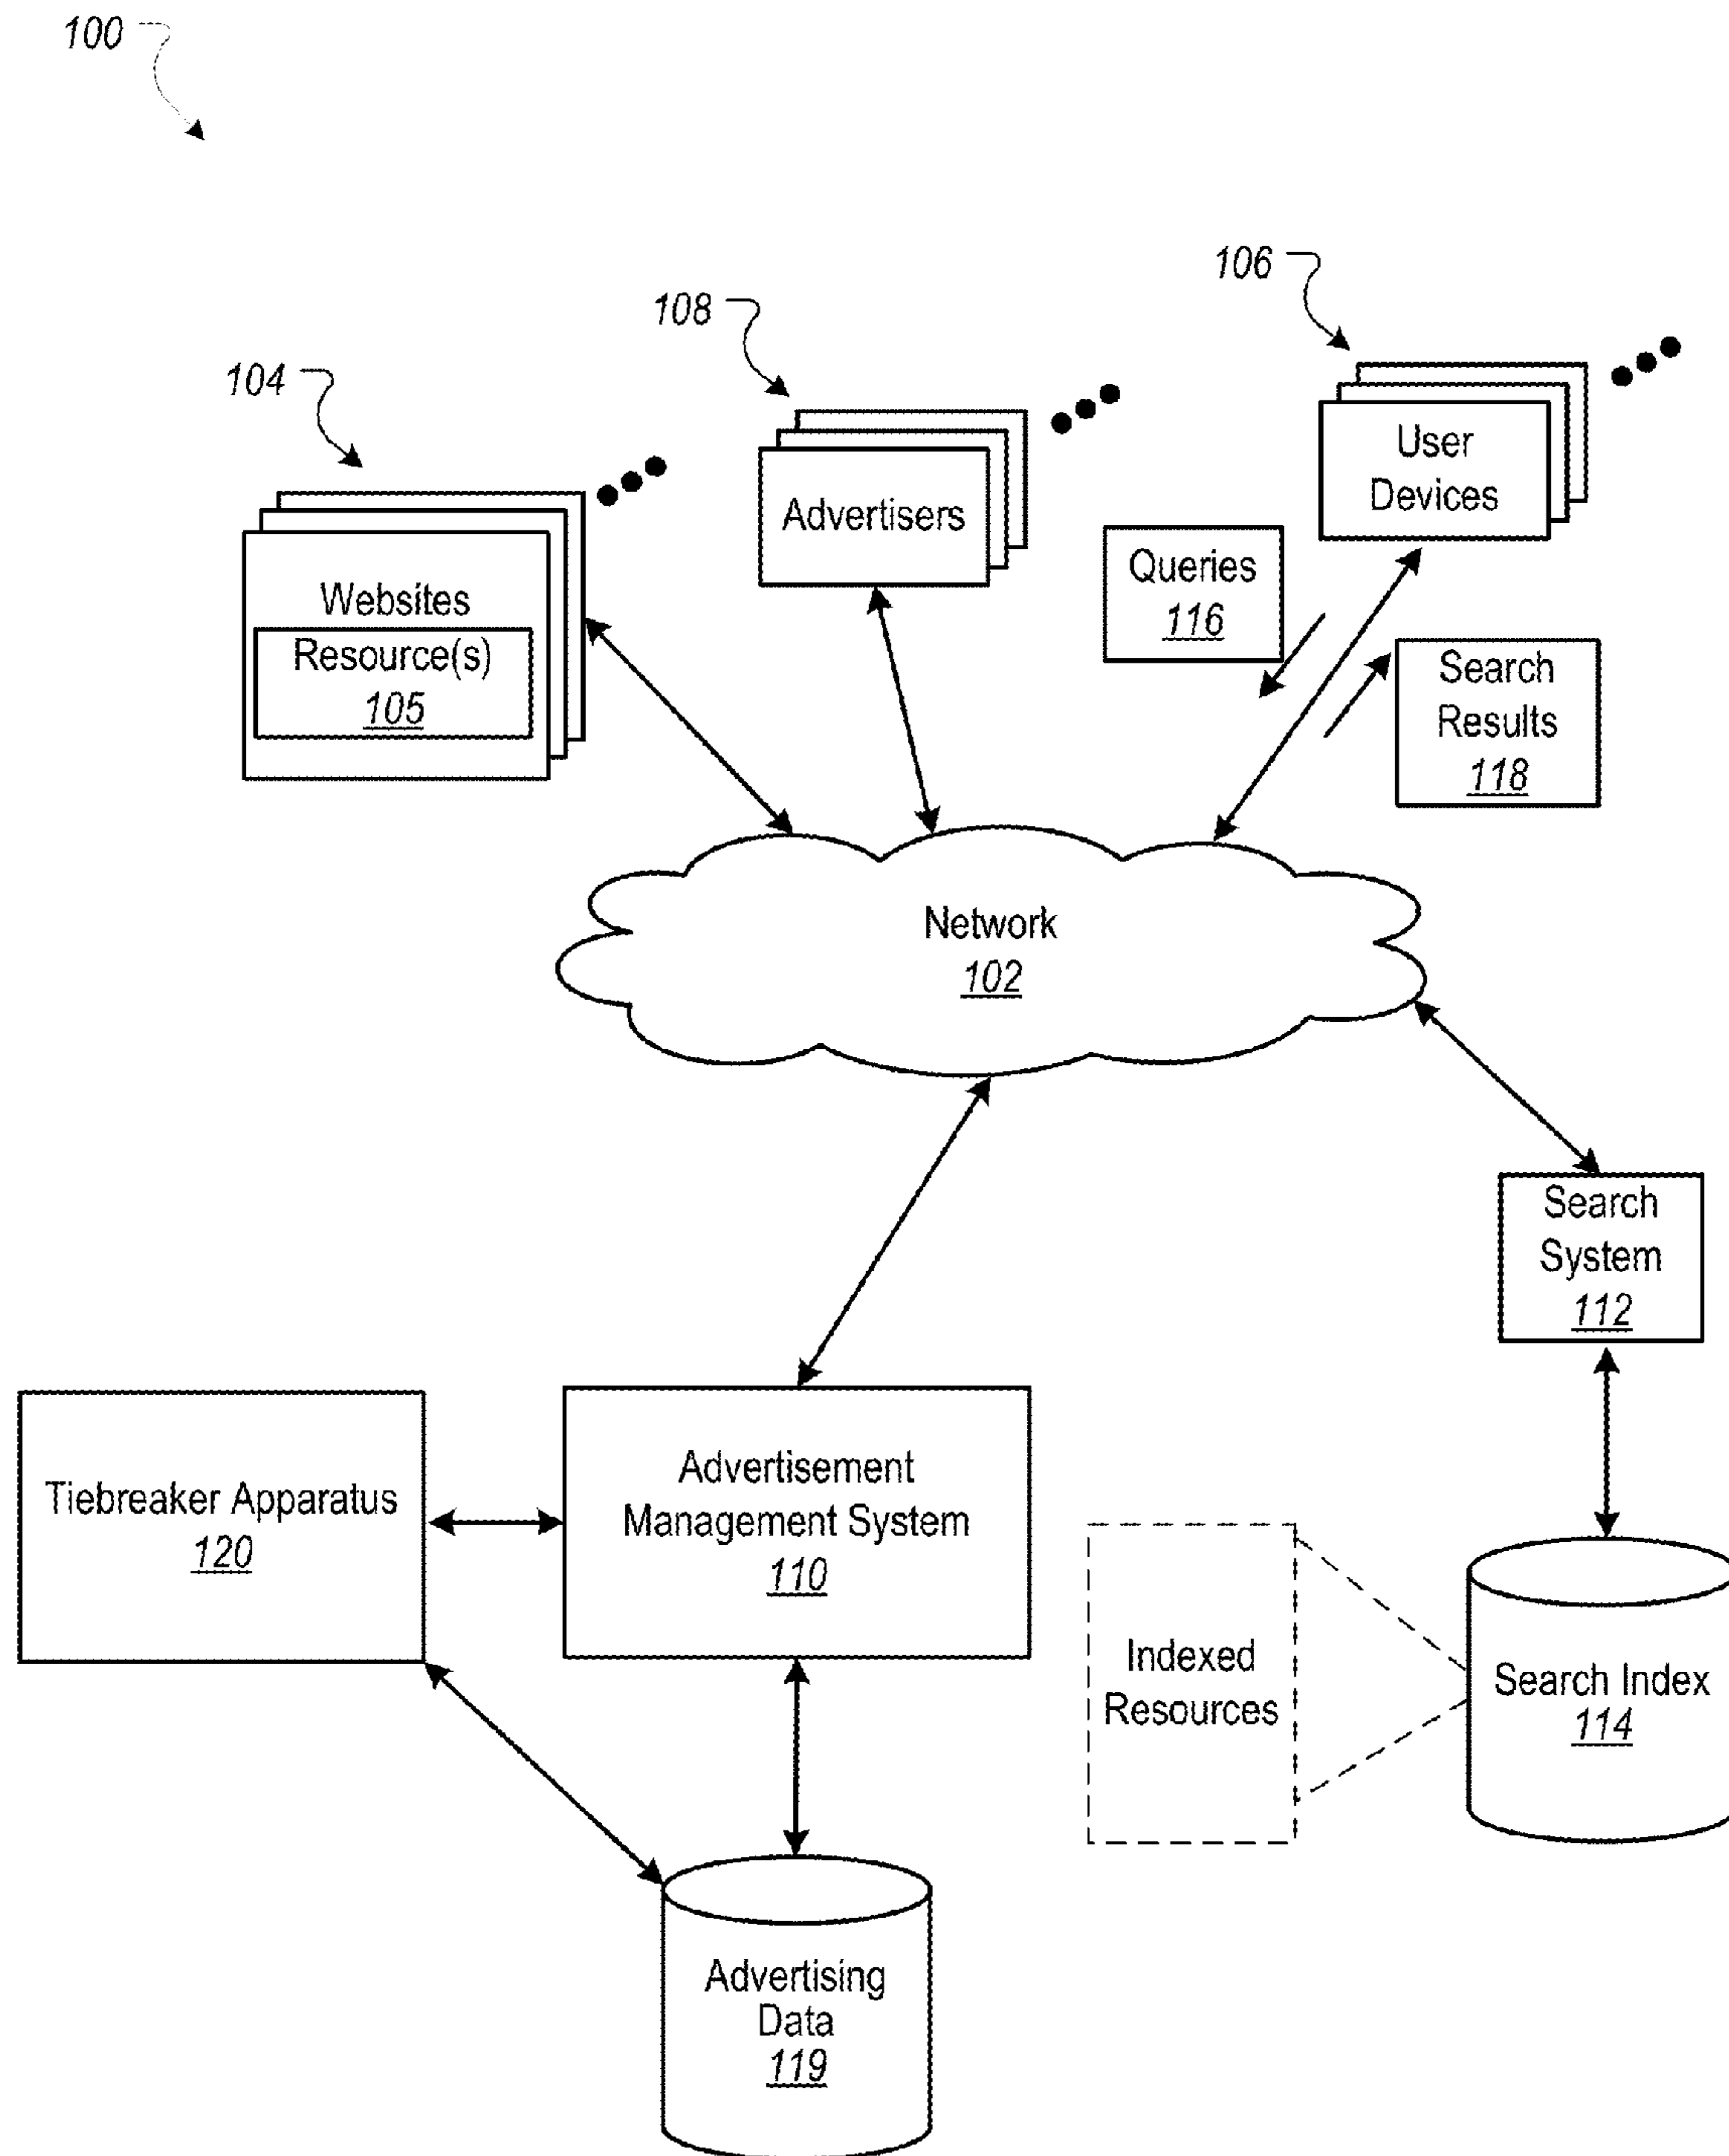 100
106
108
104
User
Devices
Advertisers
Queries
116
Websites
Resource(s)
105
Search
Results
118
Network
102
Search
System
112
Advertisement
Management System
110
Tiebreaker Apparatus
120
Indexed
Resources
Search Index
114
Advertising
Data
119